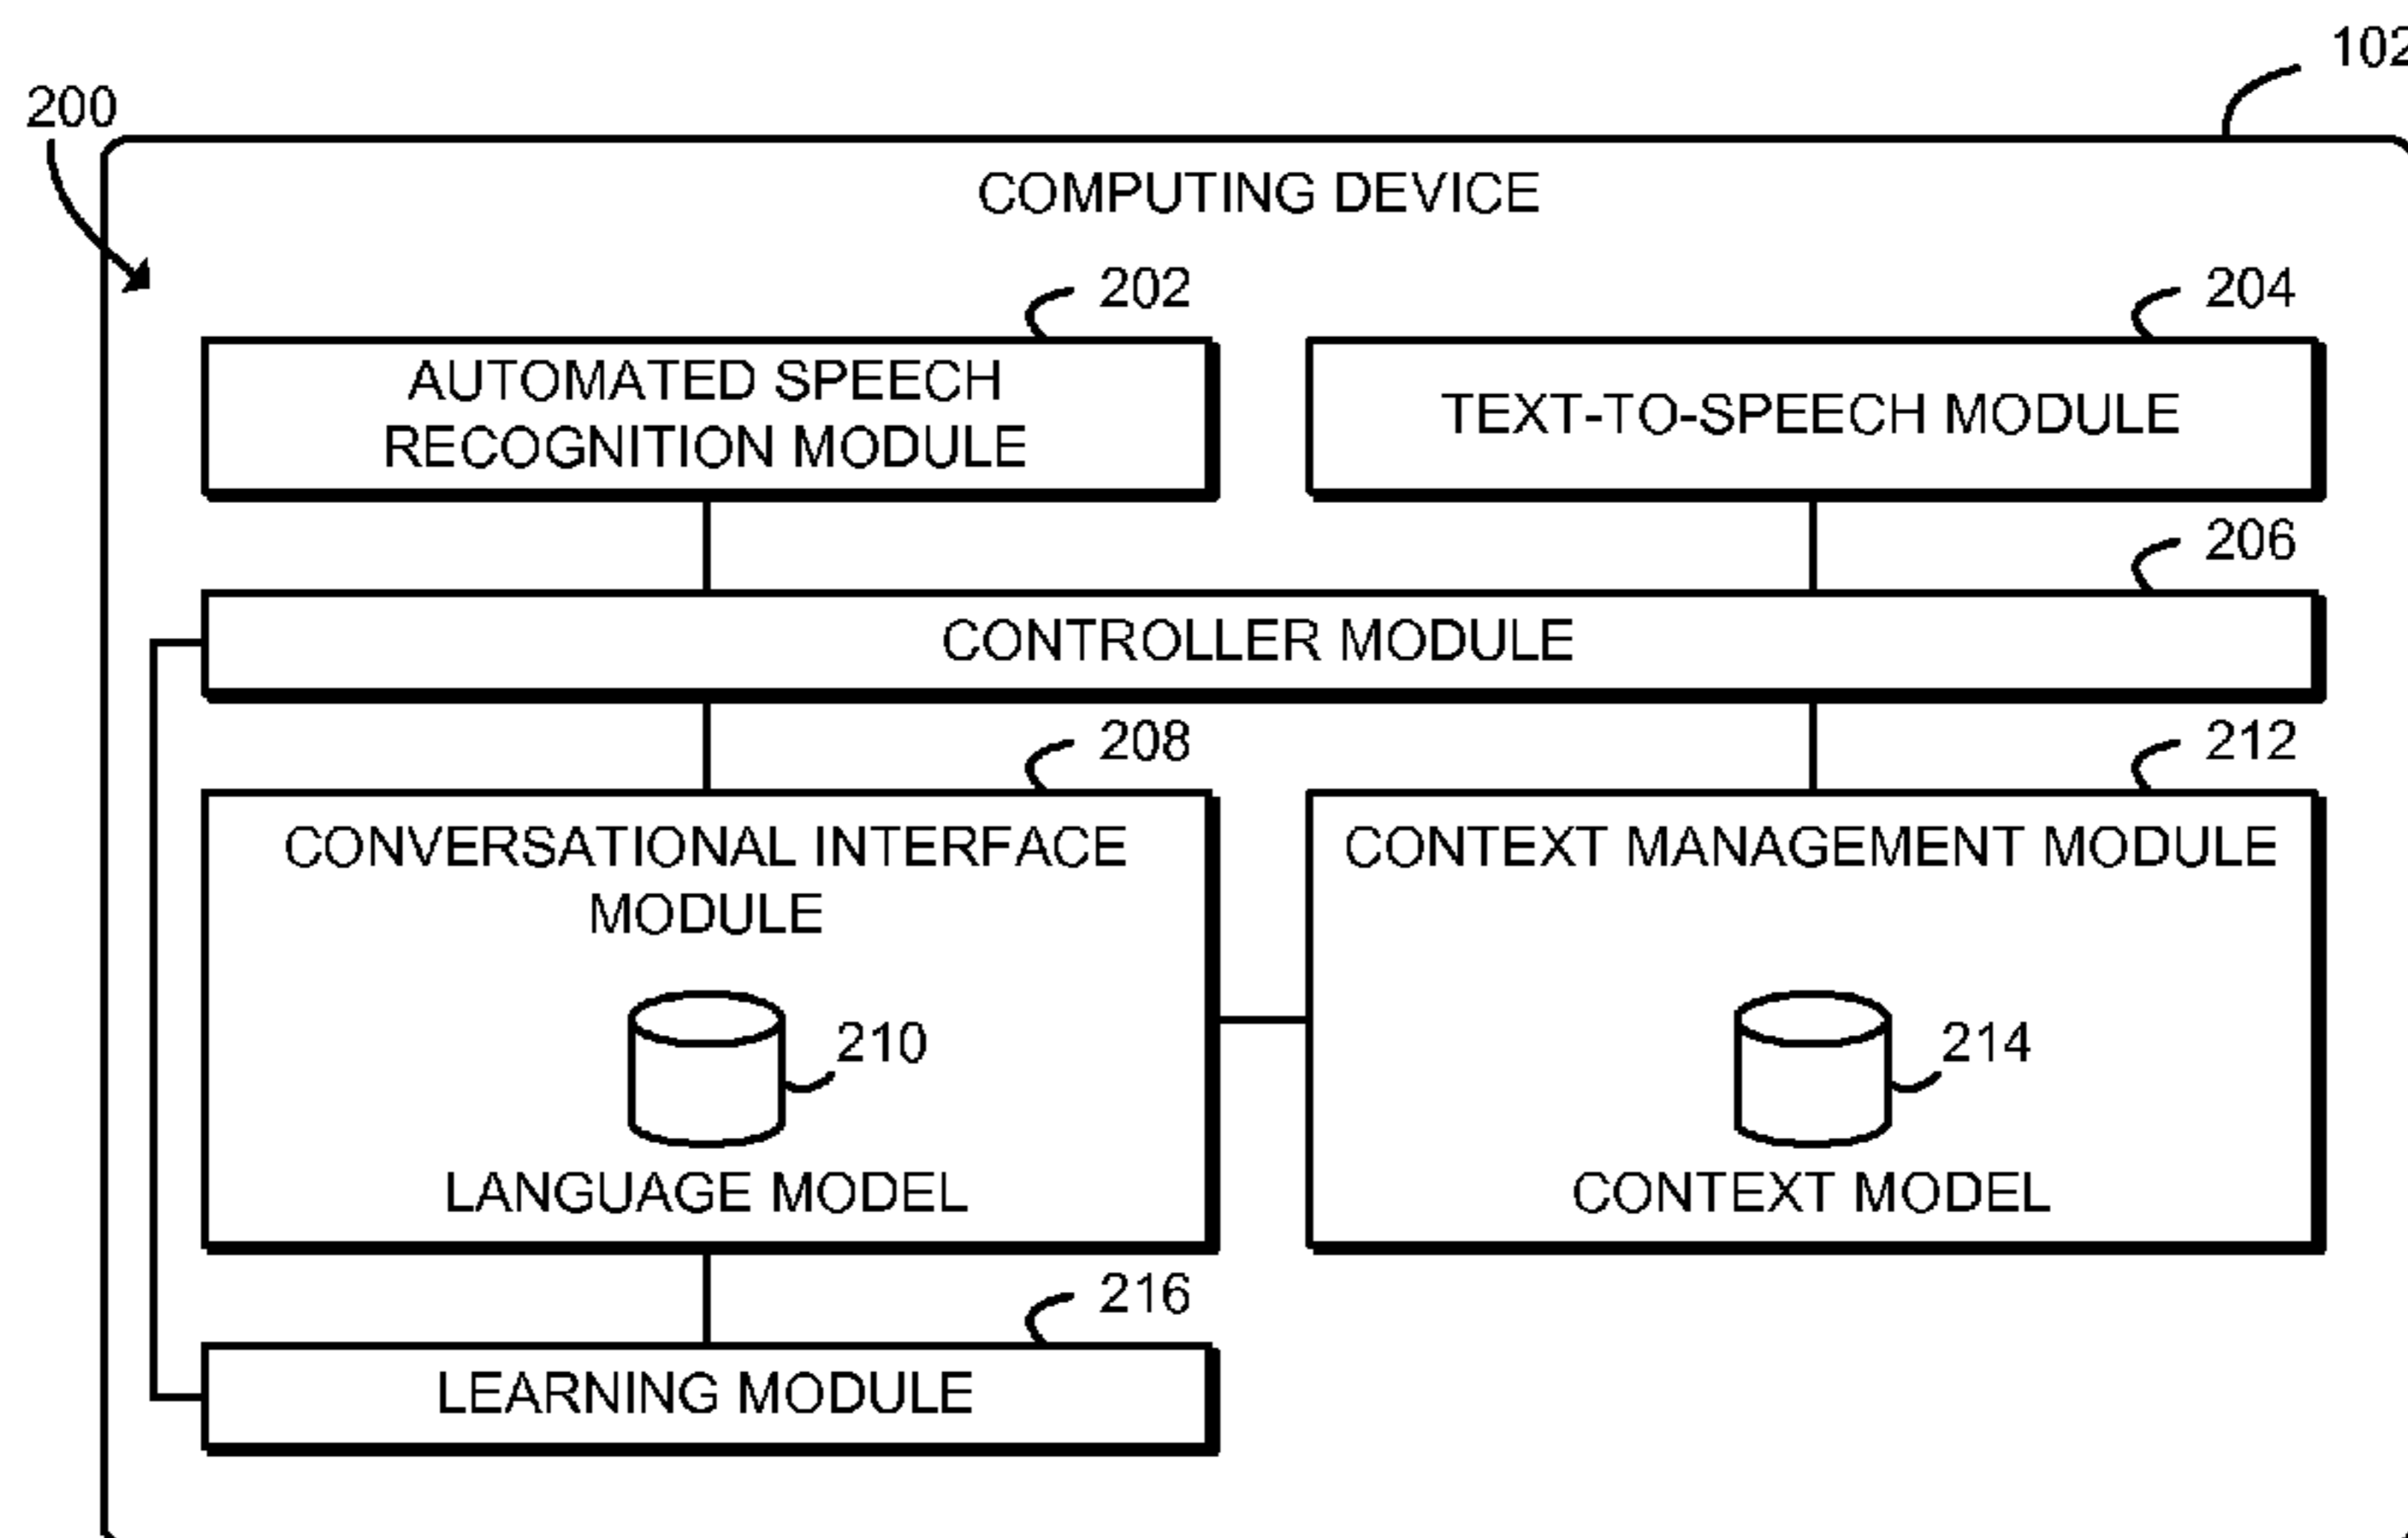 102
200
COMPUTING DEVICE
202
204
AUTOMATED SPEECH
RECOGNITION MODULE
TEXT-TO-SPEECH MODULE
206
CONTROLLER MODULE
208
212
CONVERSATIONAL INTERFACE
MODULE
CONTEXT MANAGEMENT MODULE
210
214
LANGUAGE MODEL
CONTEXT MODEL
216
LEARNING MODULE